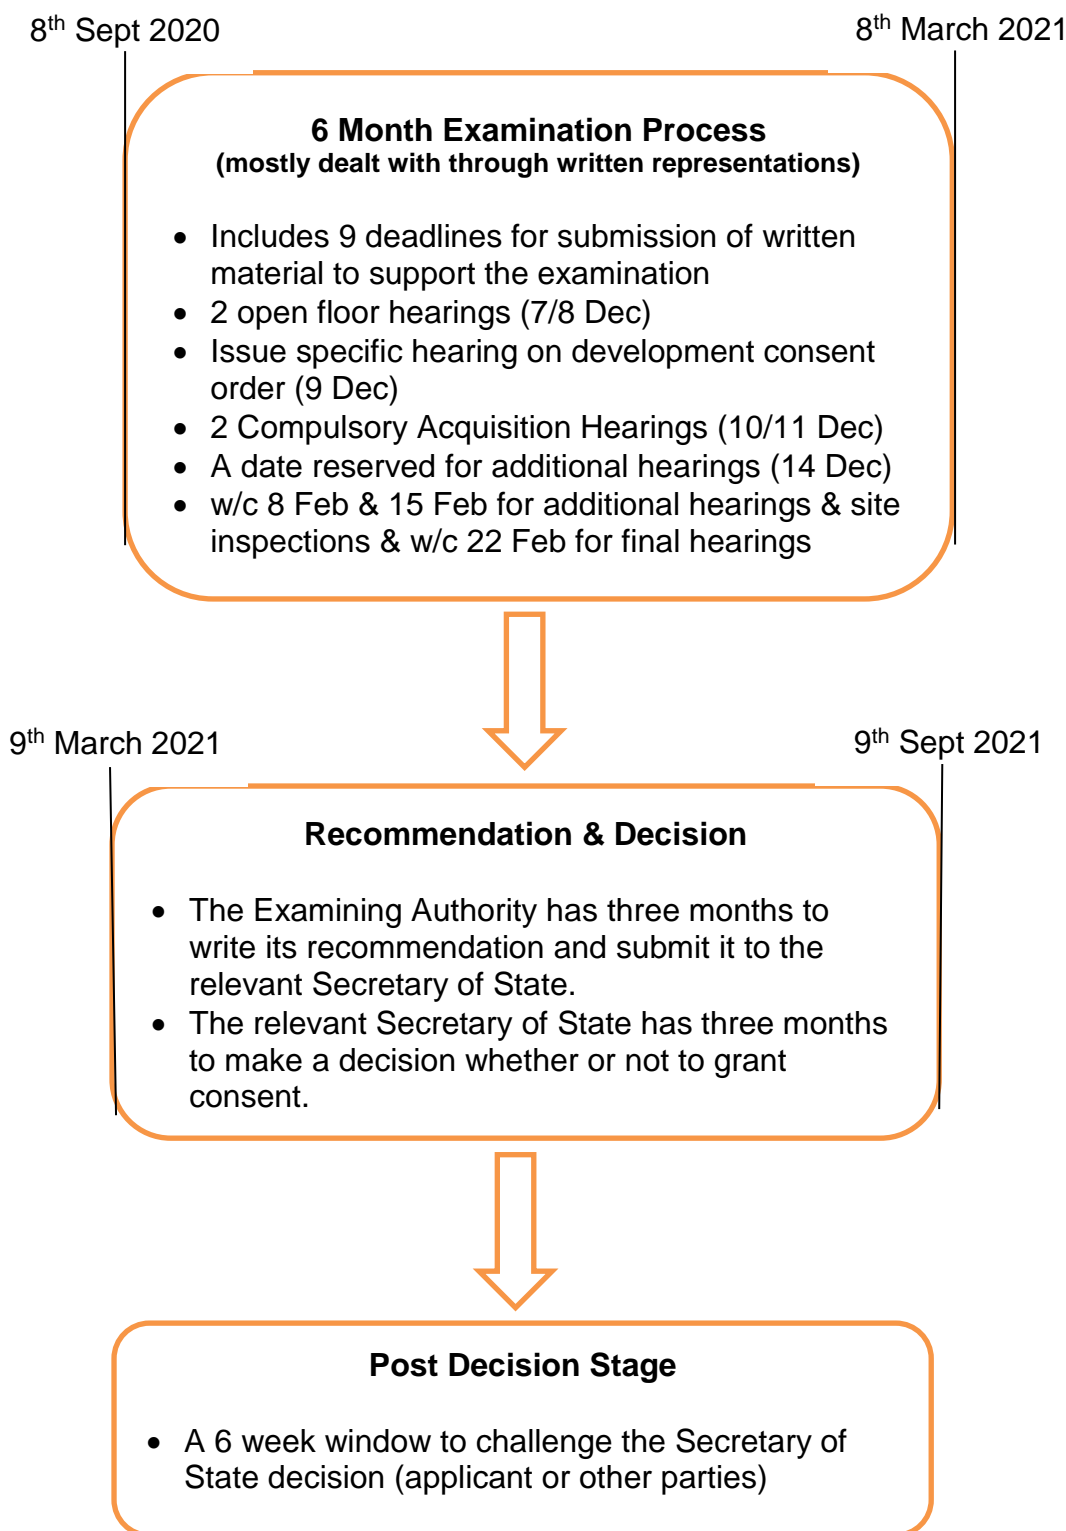 8th Sept 2020
8th March 2021
6 Month Examination Process
(mostly dealt with through written representations)
• Includes 9 deadlines for submission of written
material to support the examination
• 2 open floor hearings (7/8 Dec)
• Issue specific hearing on development consent
order (9 Dec)
• 2 Compulsory Acquisition Hearings (10/11 Dec)
• A date reserved for additional hearings (14 Dec)
• w/c 8 Feb & 15 Feb for additional hearings & site
inspections & w/c 22 Feb for final hearings
9th March 2021
9th Sept 2021
Recommendation & Decision
• The Examining Authority has three months to
write its recommendation and submit it to the
relevant Secretary of State.
• The relevant Secretary of State has three months
to make a decision whether or not to grant
consent.
Post Decision Stage
• A 6 week window to challenge the Secretary of
State decision (applicant or other parties)